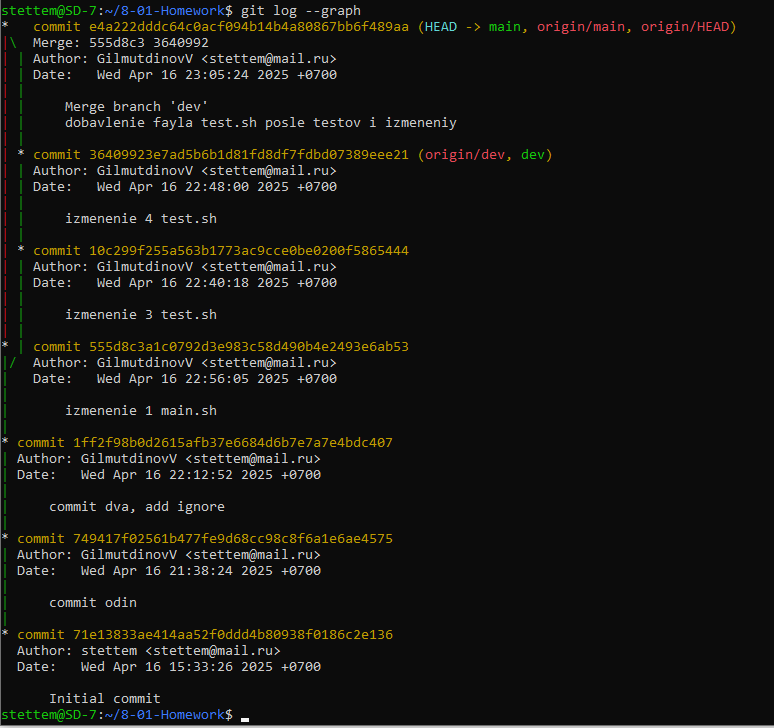 stettem@SD-7:~/8-01-Homework$ git log --graph
*   commit e4a222dddc64c0acf094b14b4a80867bb6f489aa (HEAD -> main, origin/main, origin/HEAD)
|\  Merge: 555d8c3 3640992
| | Author: GilmutdinovV <stettem@mail.ru>
| | Date:   Wed Apr 16 23:05:24 2025 +0700
| |
| |     Merge branch 'dev'
| |     dobavlenie fayla test.sh posle testov i izmeneniy
| |
| * commit 36409923e7ad5b6b1d81fd8df7fdbd07389eee21 (origin/dev, dev)
| | Author: GilmutdinovV <stettem@mail.ru>
| | Date:   Wed Apr 16 22:48:00 2025 +0700
| |
| |     izmenenie 4 test.sh
| |
| * commit 10c299f255a563b1773ac9cce0be0200f5865444
| | Author: GilmutdinovV <stettem@mail.ru>
| | Date:   Wed Apr 16 22:40:18 2025 +0700
| |
| |     izmenenie 3 test.sh
| |
* | commit 555d8c3a1c0792d3e983c58d490b4e2493e6ab53
|/  Author: GilmutdinovV <stettem@mail.ru>
|   Date:   Wed Apr 16 22:56:05 2025 +0700
|
|       izmenenie 1 main.sh
|
* commit 1ff2f98b0d2615afb37e6684d6b7e7a7e4bdc407
| Author: GilmutdinovV <stettem@mail.ru>
| Date:   Wed Apr 16 22:12:52 2025 +0700
|
|     commit dva, add ignore
|
* commit 749417f02561b477fe9d68cc98c8f6a1e6ae4575
| Author: GilmutdinovV <stettem@mail.ru>
| Date:   Wed Apr 16 21:38:24 2025 +0700
|
|     commit odin
|
* commit 71e13833ae414aa52f0ddd4b80938f0186c2e136
  Author: stettem <stettem@mail.ru>
  Date:   Wed Apr 16 15:33:26 2025 +0700

      Initial commit
stettem@SD-7:~/8-01-Homework$